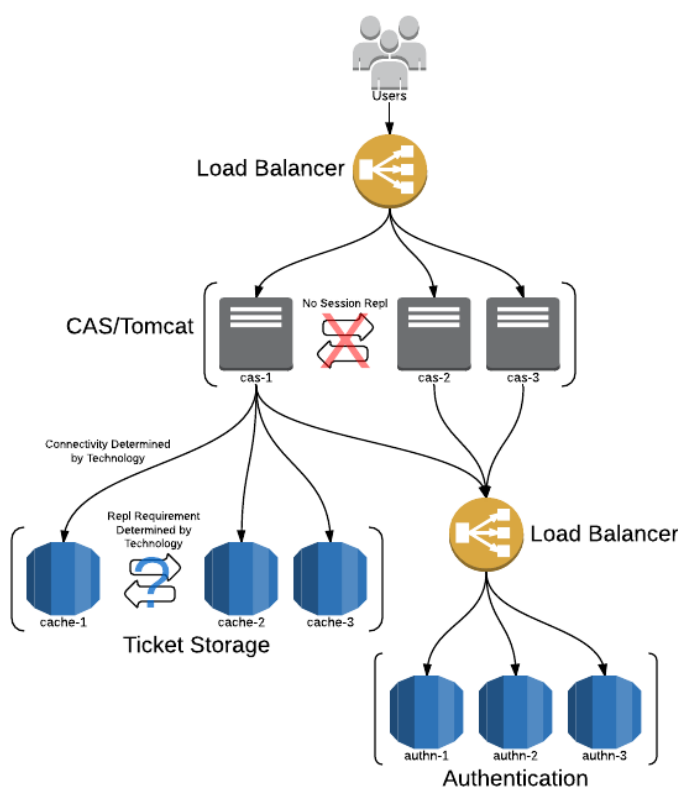 Users
Load Balancer
No Session Repl
CAS/Tomcat
cas-1
cas-2
cas-3
Connectivity Determined
by Technology
Repl Requirement
Determined by
Technology
?
Load Balancer
cache-1
cache-2
cache-3
Ticket Storage
authn-1
authn-2
authn-3
Authentication